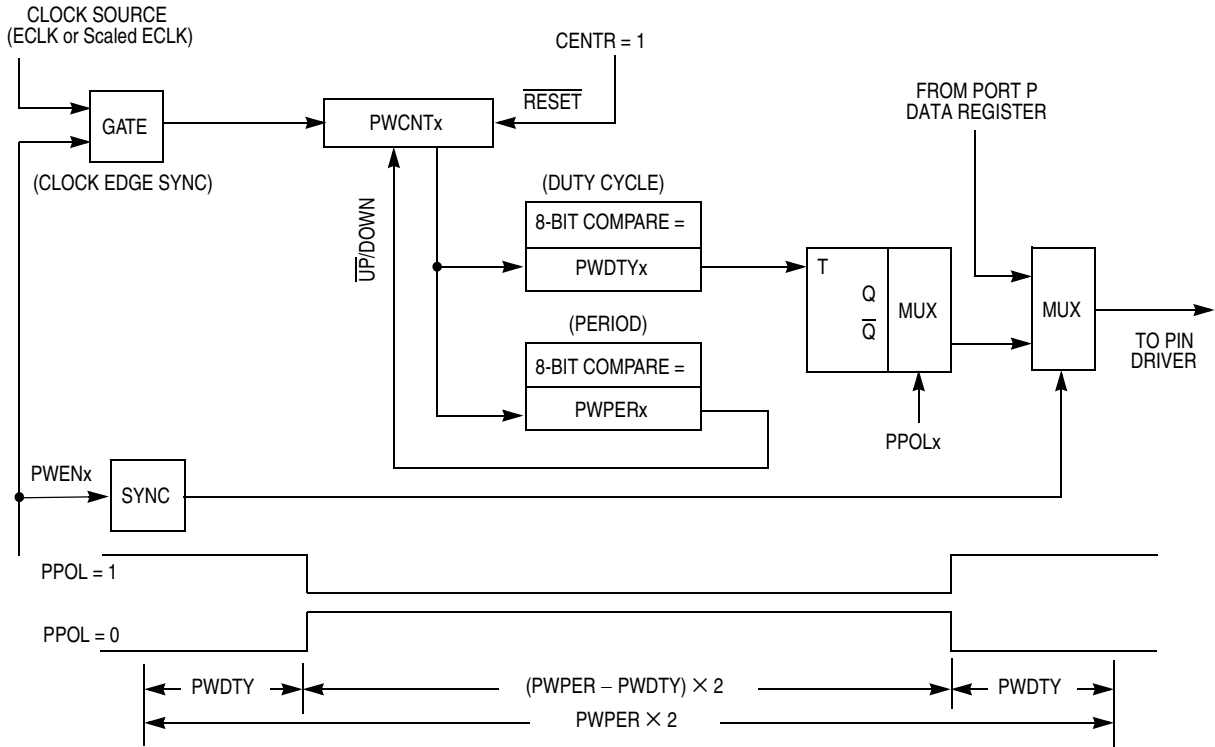 CLOCK SOURCE
(ECLK or Scaled ECLK)
CENTR = 1
RESET
FROM PORT P
DATA REGISTER
GATE
PWCNTx
(CLOCK EDGE SYNC)
(DUTY CYCLE)
8-BIT COMPARE =
PWDTYx
UP/DOWN
T
Q
Q
MUX
MUX
(PERIOD)
8-BIT COMPARE =
PWPERx
TO PIN
DRIVER
PPOLx
PWENx
SYNC
PPOL = 1
PPOL = 0
PWDTY
(PWPER – PWDTY) × 2
PWDTY
PWPER × 2